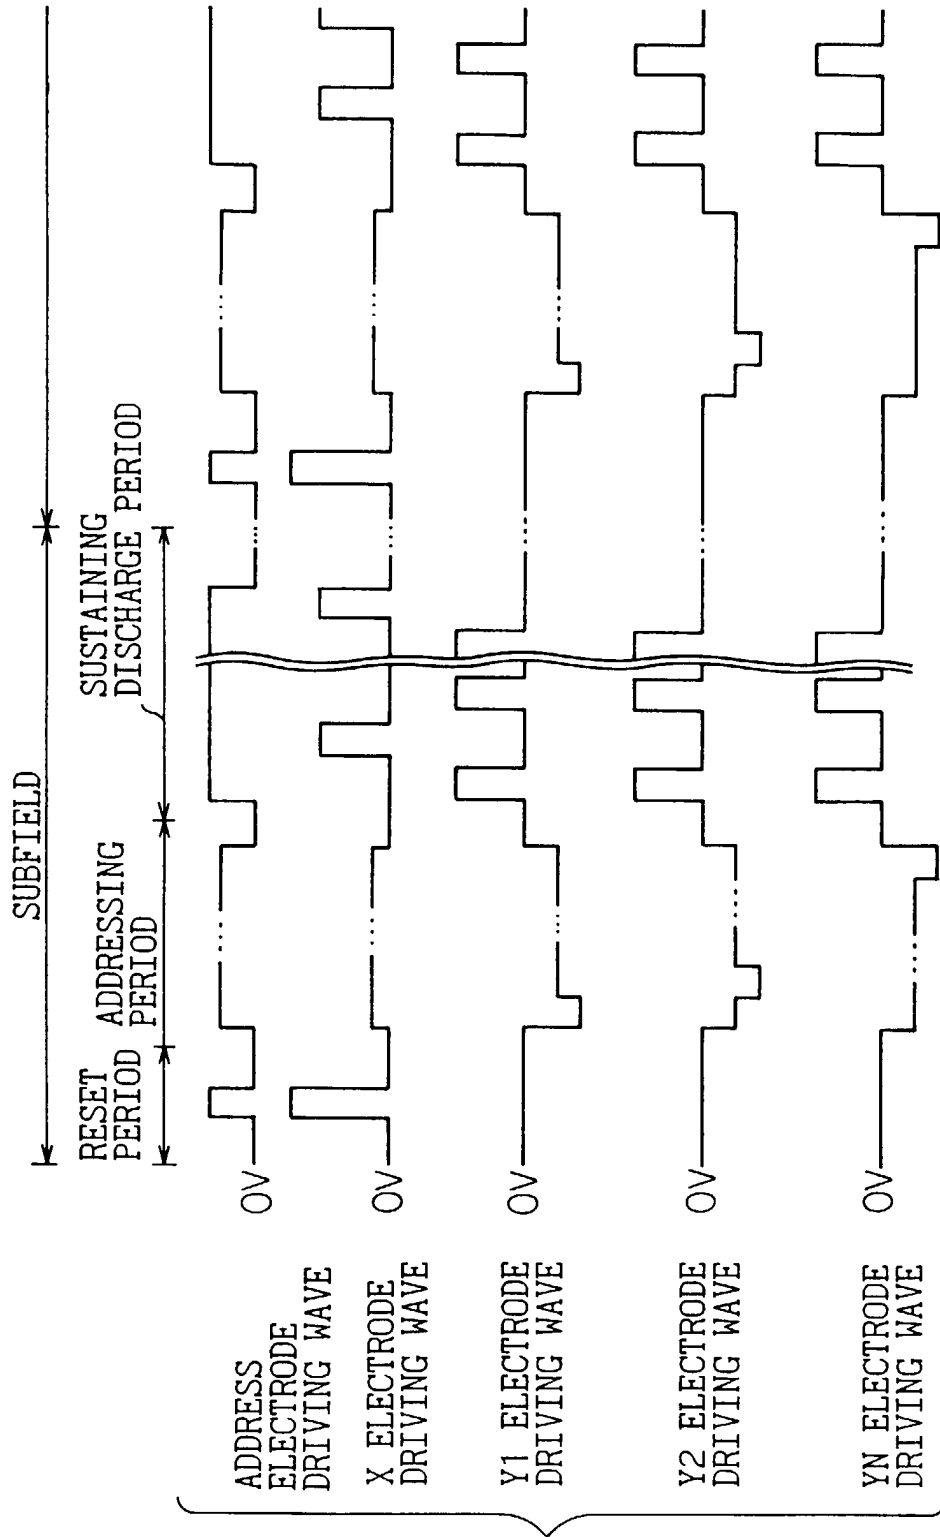 SUBFIELD
RESET
PERIOD
ADDRESSING
PERIOD
SUSTAINING
DISCHARGE PERIOD
ADDRESS
ELECTRODE
DRIVING WAVE
0V
X ELECTRODE
DRIVING WAVE
0V
Y1 ELECTRODE
DRIVING WAVE
0V
Y2 ELECTRODE
DRIVING WAVE
0V
YN ELECTRODE
DRIVING WAVE
0V